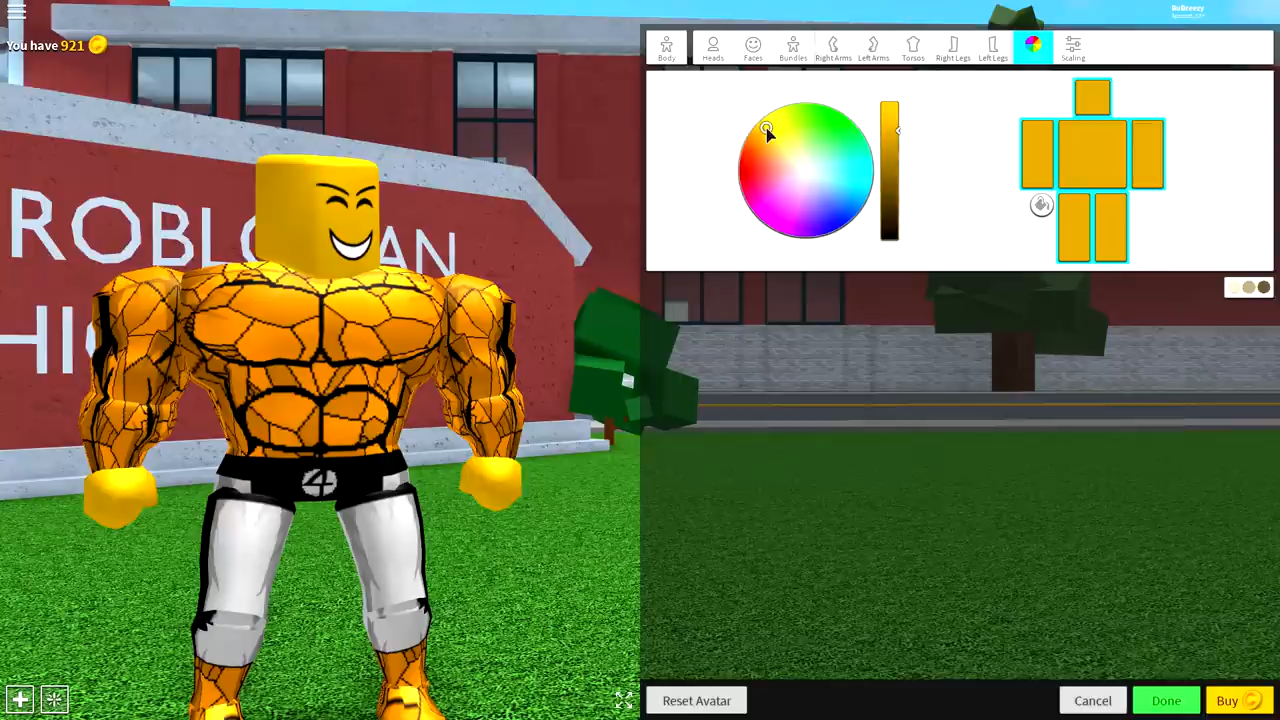 You have 921
BuBreezy
Body
Heads
Faces
Bundles
Right Arms
Left Arms
Torsos
Right Legs
Left Legs
Scaling
ROBLO AN
HI
4
Reset Avatar
Cancel
Done
Buy